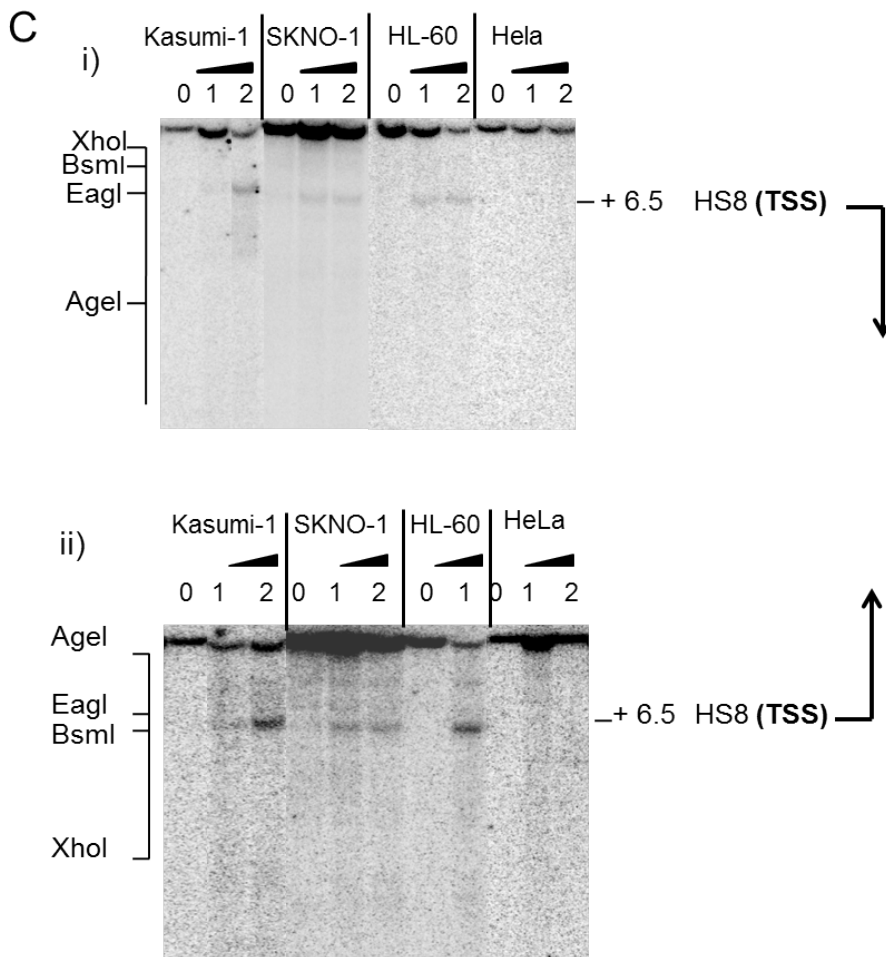 C
Kasumi-1 SKNO-1 HL-60 Hela
i)
0 1 2 0 1 2 0 1 2 0 1 2
XhoI
BsmI
EagI
+ 6.5 HS8 (TSS)
AgeI
Kasumi-1 SKNO-1 HL-60 HeLa
ii)
0 1 2 0 1 2 0 1 0 1 2
AgeI
EagI
+ 6.5 HS8 (TSS)
BsmI
XhoI